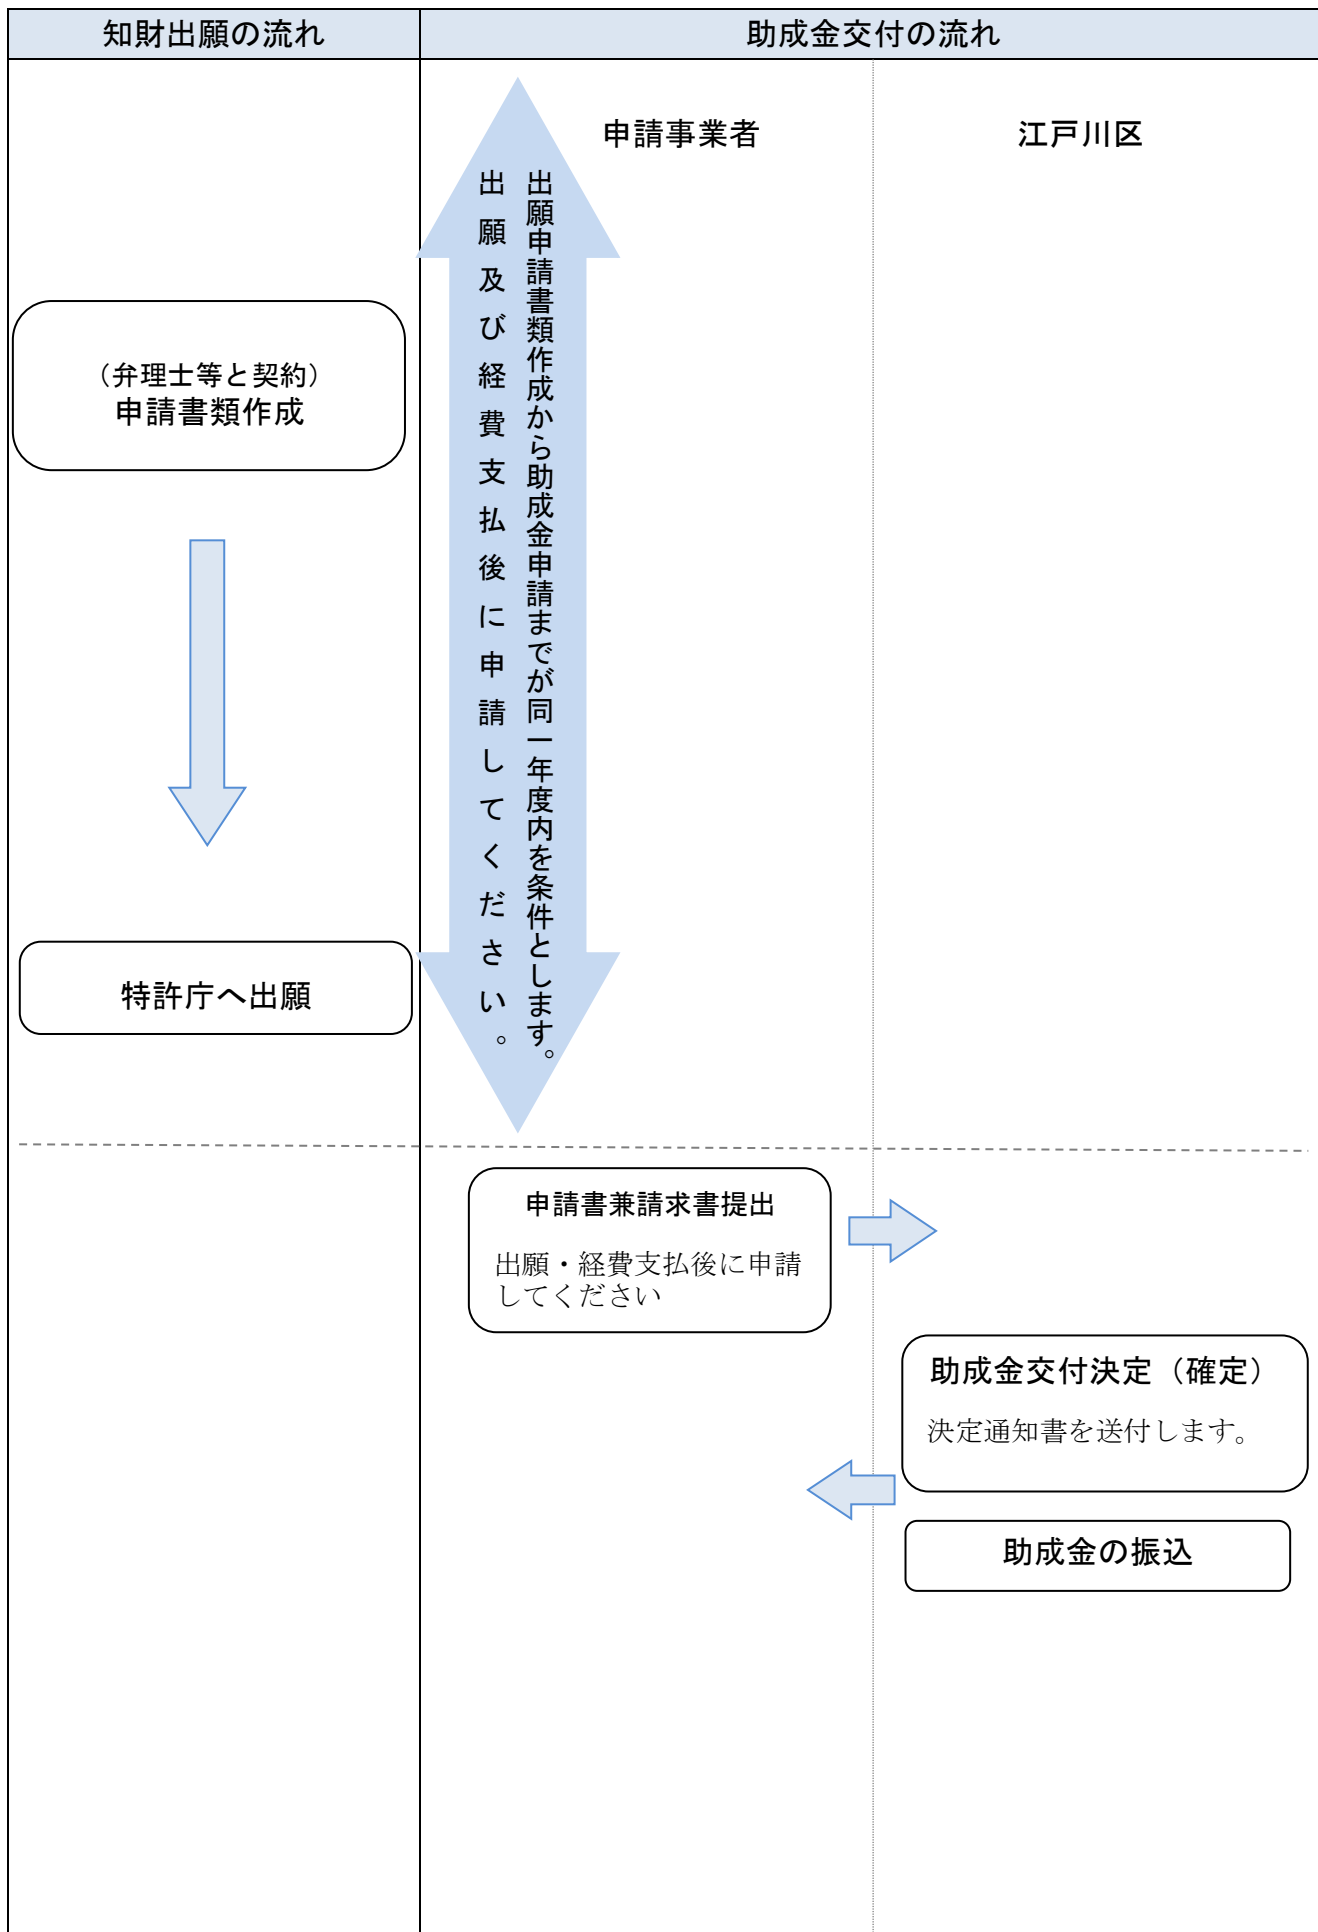 知財出願の流れ
助成金交付の流れ
申請事業者
江戸川区
出願申請書類作成から助成金申請までが同一年度内を条件とします。
出願及び経費支払後に申請してください。
（弁理士等と契約）
申請書類作成
特許庁へ出願
申請書兼請求書提出
出願・経費支払後に申請
してください
助成金交付決定（確定）
決定通知書を送付します。
助成金の振込